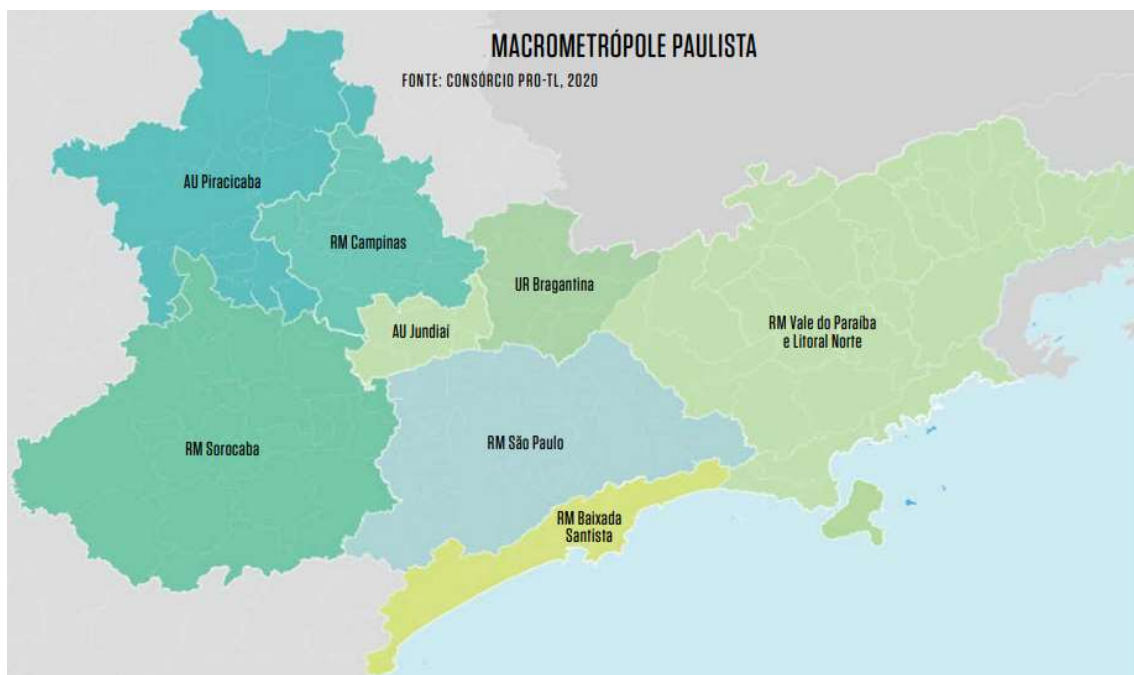 MACROMETRÓPOLE PAULISTA
FONTE: CONSÓRCIO PRO-TL, 2020
AU Piracicaba
RM Campinas
UR Bragantina
AU Jundiaí
RM Vale do Paraíba
e Litoral Norte
RM Sorocaba
RM São Paulo
RM Baixada
Santista